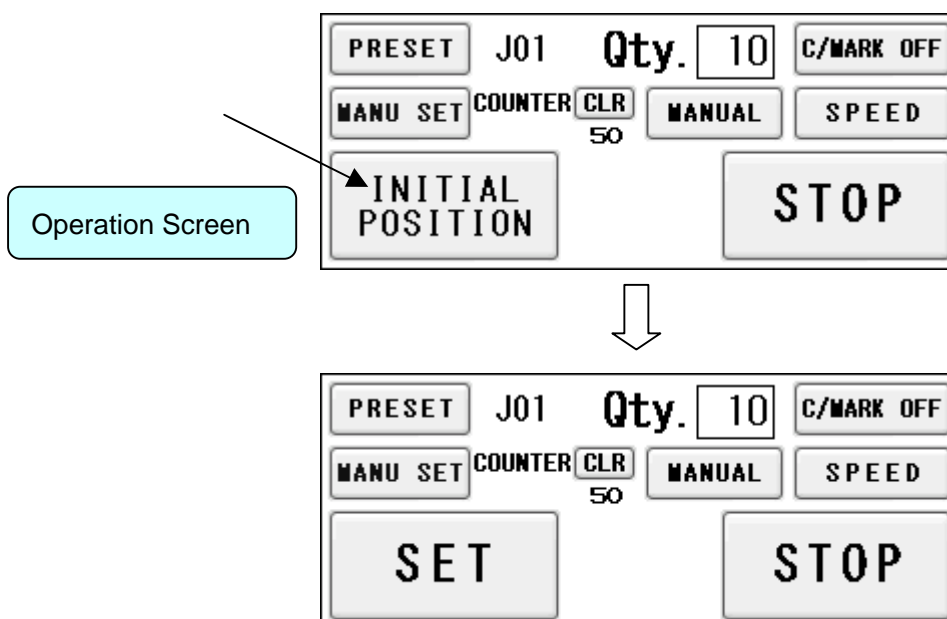 PRESET J01 Qty. 10 C/MARK OFF
MANU SET COUNTER CLR MANUAL SPEED
50
INITIAL
POSITION
STOP
Operation Screen
PRESET J01 Qty. 10 C/MARK OFF
MANU SET COUNTER CLR MANUAL SPEED
50
SET STOP